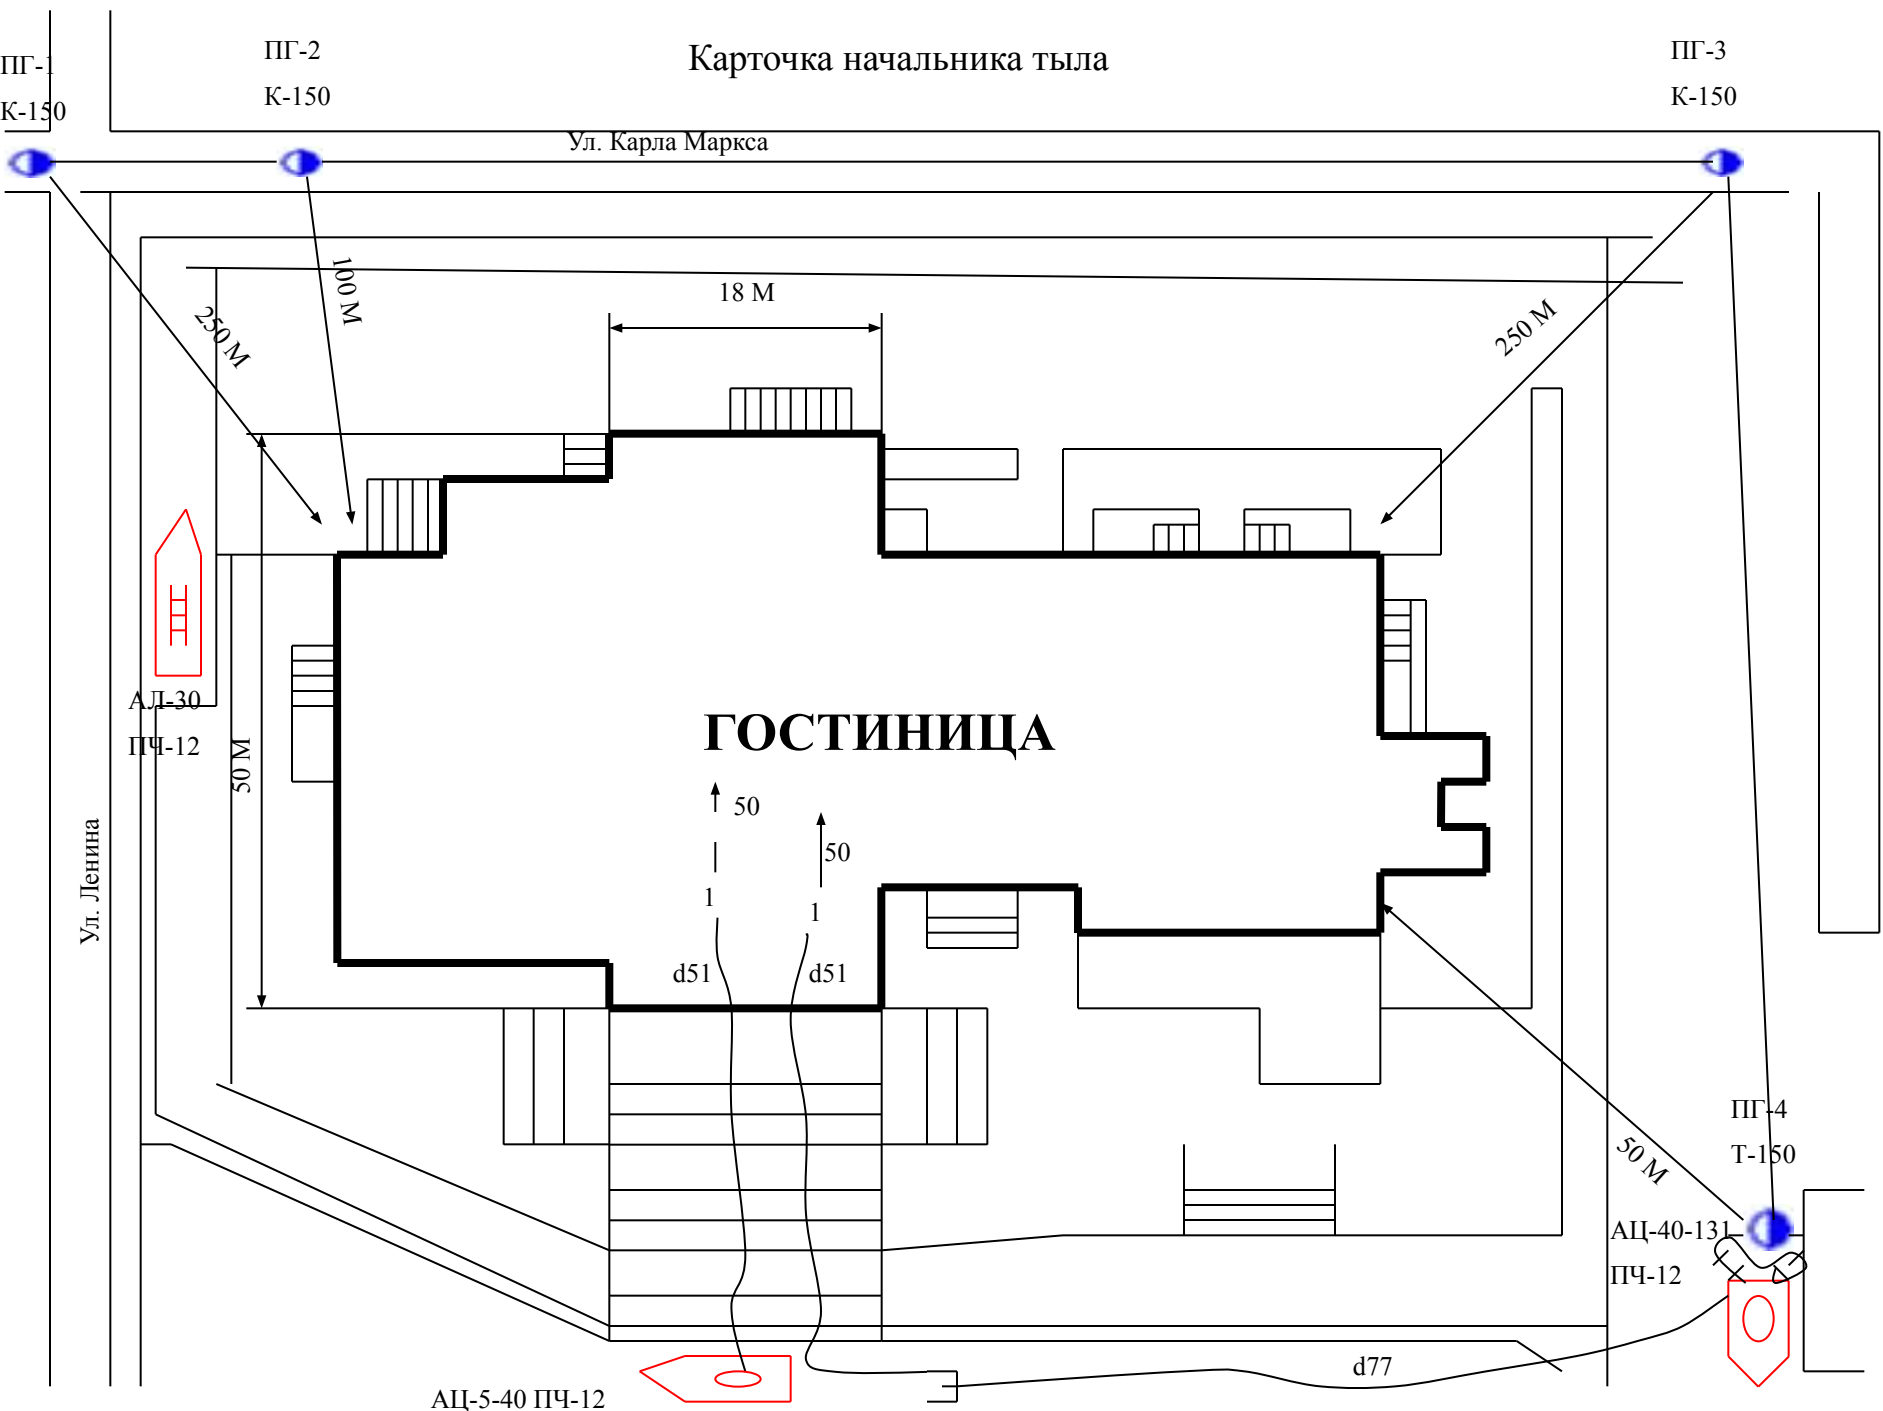 Карточка начальника тыла
ПГ-1
К-150
ПГ-2
К-150
ПГ-3
К-150
Ул. Карла Маркса
250 М
100 М
18 М
250 М
АЛ-30
ПЧ-12
50 М
Ул. Ленина
ГОСТИНИЦА
50
50
1
1
d51
d51
50 М
ПГ-4
Т-150
АЦ-40-131
ПЧ-12
d77
АЦ-5-40 ПЧ-12